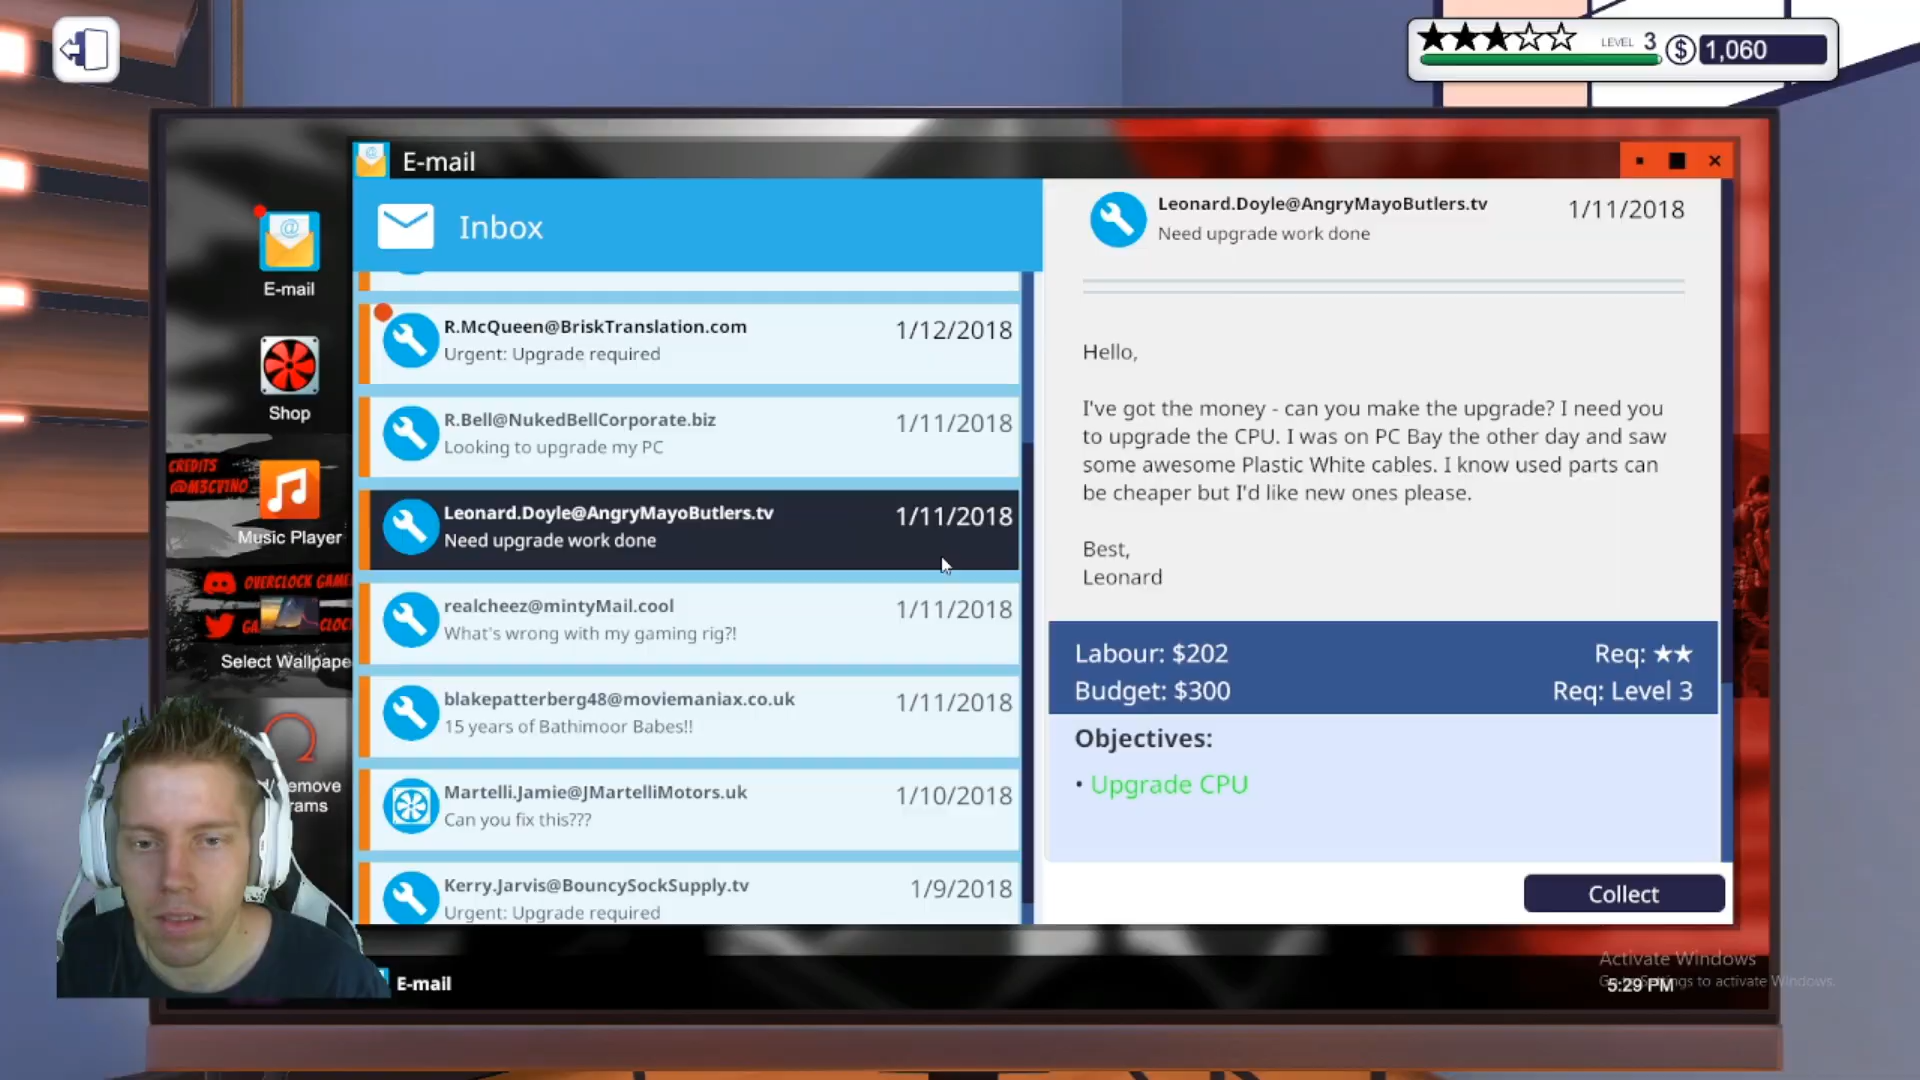 LEVEL 3 $ 1,060
E-mail
Inbox
E-mail
Shop
CREDITS
@M3CV1NO
Music Player
OVERCLOCK GAME
Select Wallpape
R.McQueen@BriskTranslation.com 1/12/2018
Urgent: Upgrade required
R.Bell@NukedBellCorporate.biz 1/11/2018
Looking to upgrade my PC
Leonard.Doyle@AngryMayoButlers.tv 1/11/2018
Need upgrade work done
realcheez@mintyMail.cool 1/11/2018
What's wrong with my gaming rig?!
blakepatterberg48@moviemaniax.co.uk 1/11/2018
15 years of Bathimoor Babes!!
Martelli.Jamie@JMartelliMotors.uk 1/10/2018
Can you fix this???
Kerry.Jarvis@BouncySockSupply.tv 1/9/2018
Urgent: Upgrade required
Leonard.Doyle@AngryMayoButlers.tv 1/11/2018
Need upgrade work done
Hello,
I've got the money - can you make the upgrade? I need you
to upgrade the CPU. I was on PC Bay the other day and saw
some awesome Plastic White cables. I know used parts can
be cheaper but I'd like new ones please.
Best,
Leonard
Labour: $202 Req: ★★
Budget: $300 Req: Level 3
Objectives:
• Upgrade CPU
Collect
E-mail
Activate Windows
5:29 PM